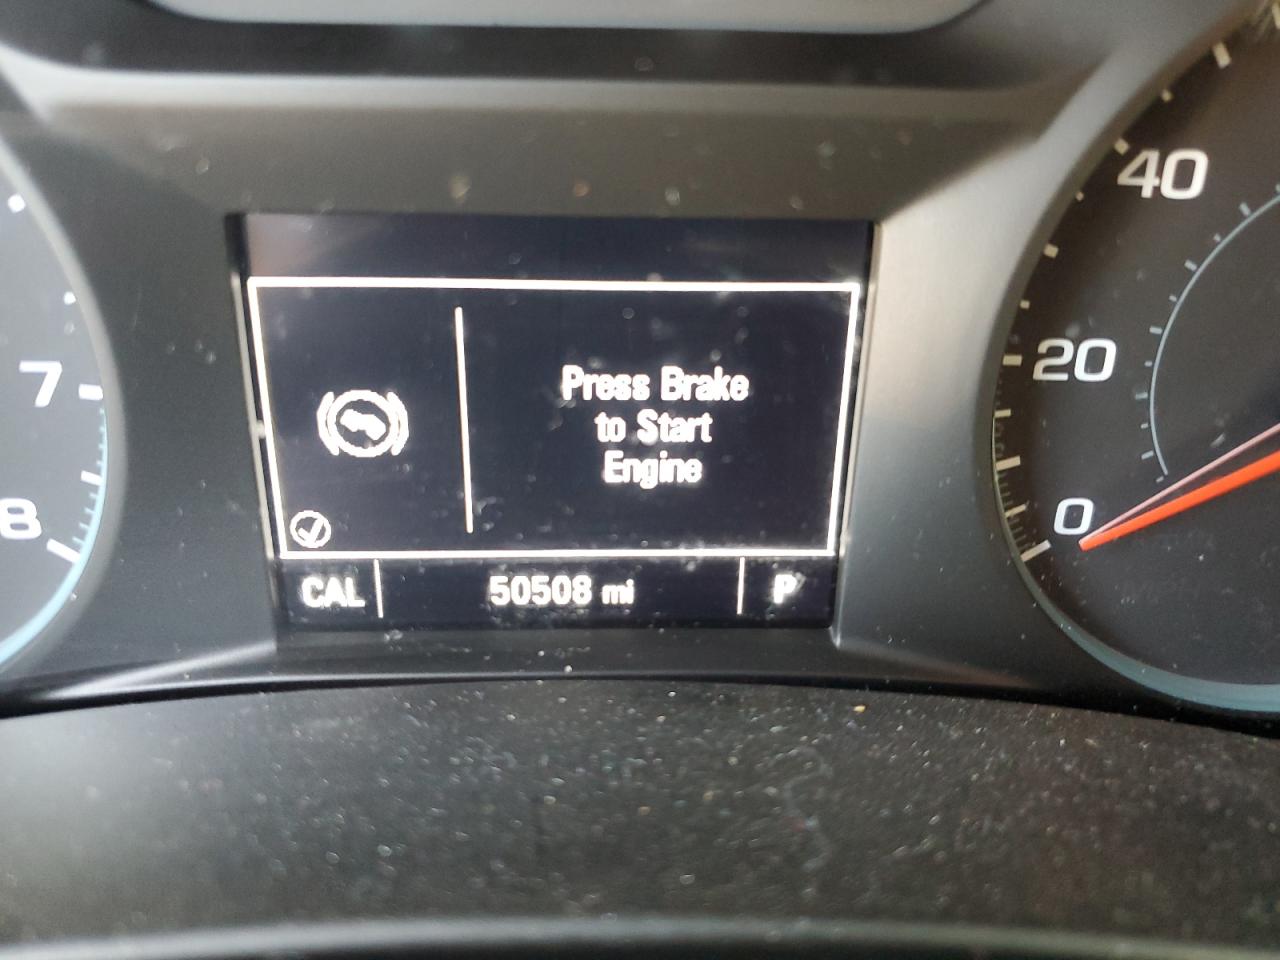 Press Brake
to Start
Engine
CAL 50508 mi P
7
8
40
20
0